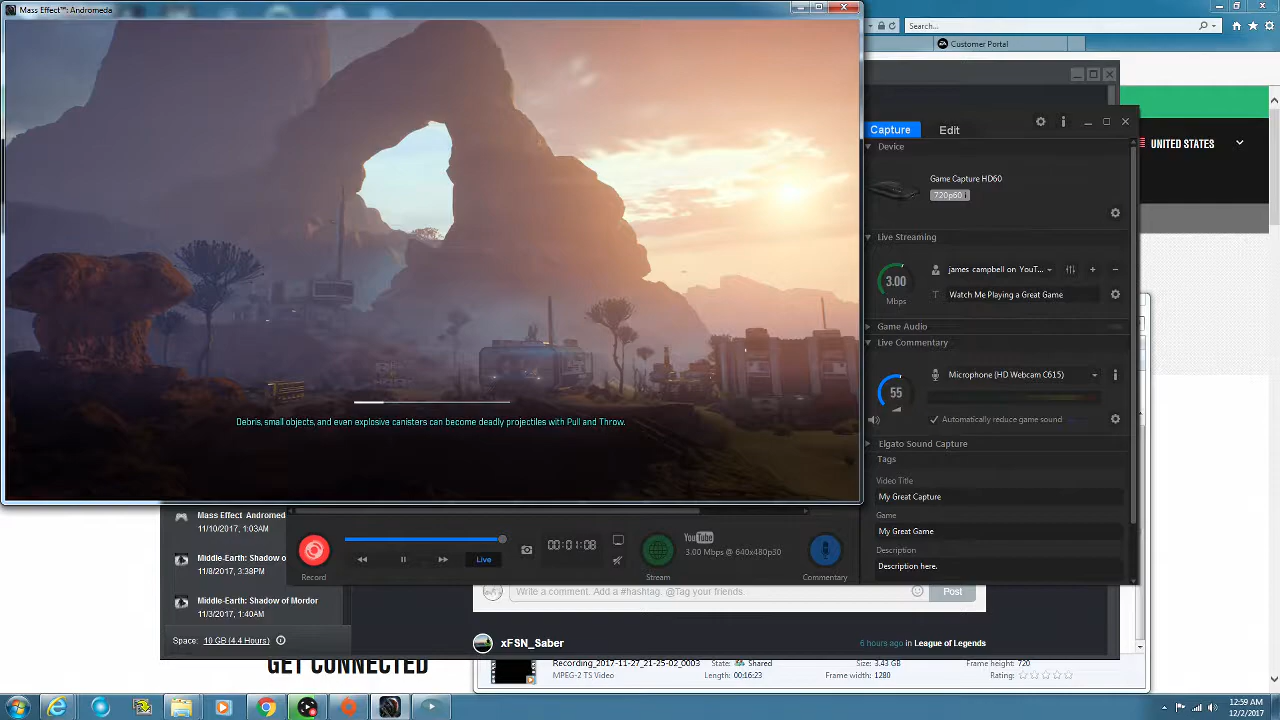 Mass Effect™: Andromeda
Search...
Customer Portal
UNITED STATES
Capture
Edit
Device
Game Capture HD60
720p60
Live Streaming
3.00
Mbps
james campbell on YouT...
Watch Me Playing a Great Game
Game Audio
Live Commentary
55
Microphone (HD Webcam C615)
Automatically reduce game sound
Elgato Sound Capture
Tags
Video Title
My Great Capture
Game
My Great Game
Description
Description here.
Debris, small objects, and even explosive canisters can become deadly projectiles with Pull and Throw.
Mass Effect Andromed
11/10/2017, 1:03AM
Middle-Earth: Shadow o
11/8/2017, 3:38PM
Middle-Earth: Shadow of Mordor
11/3/2017, 1:40AM
Space: 10 GB (4.4 Hours)
Record
Live
00:01:08
Stream
YouTube
3.00 Mbps @ 640x480p30
Commentary
Write a comment. Add a #hashtag. @Tag your friends.
Post
xFSN_Saber
6 hours ago in League of Legends
GET CONNECTED
Recording_2017-11-27_21-25-02_0003
MPEG-2 TS Video
State: Shared
Length: 00:16:23
Size: 3.43 GB
Frame width: 1280
Frame height: 720
Rating:
12:59 AM
12/2/2017